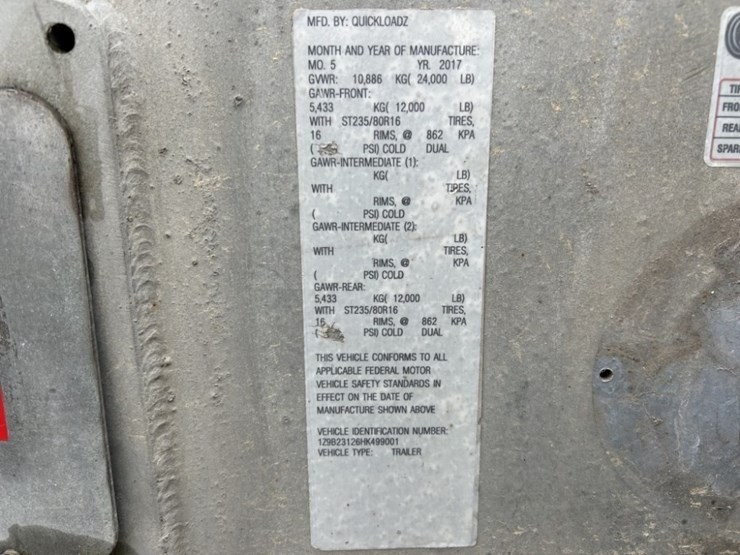 MFD. BY: QUICKLOADZ
MONTH AND YEAR OF MANUFACTURE:
MO. 5 YR. 2017
GVWR: 10,886 KG( 24,000 LB)
GAWR-FRONT:
5,433 KG( 12,000 LB)
WITH ST235/80R16 TIRES,
16 RIMS, @ 862 KPA
( PSI) COLD DUAL
GAWR-INTERMEDIATE (1):
KG( LB)
WITH TIRES,
RIMS, @ KPA
( PSI) COLD
GAWR-INTERMEDIATE (2):
KG( LB)
WITH TIRES,
RIMS, @ KPA
( PSI) COLD
GAWR-REAR:
5,433 KG( 12,000 LB)
WITH ST235/80R16 TIRES,
16 RIMS, @ 862 KPA
( PSI) COLD DUAL
THIS VEHICLE CONFORMS TO ALL
APPLICABLE FEDERAL MOTOR
VEHICLE SAFETY STANDARDS IN
EFFECT ON THE DATE OF
MANUFACTURE SHOWN ABOVE
VEHICLE IDENTIFICATION NUMBER:
1Z9B23126HK499001
VEHICLE TYPE: TRAILER
TI
FRO
REA
SPAR